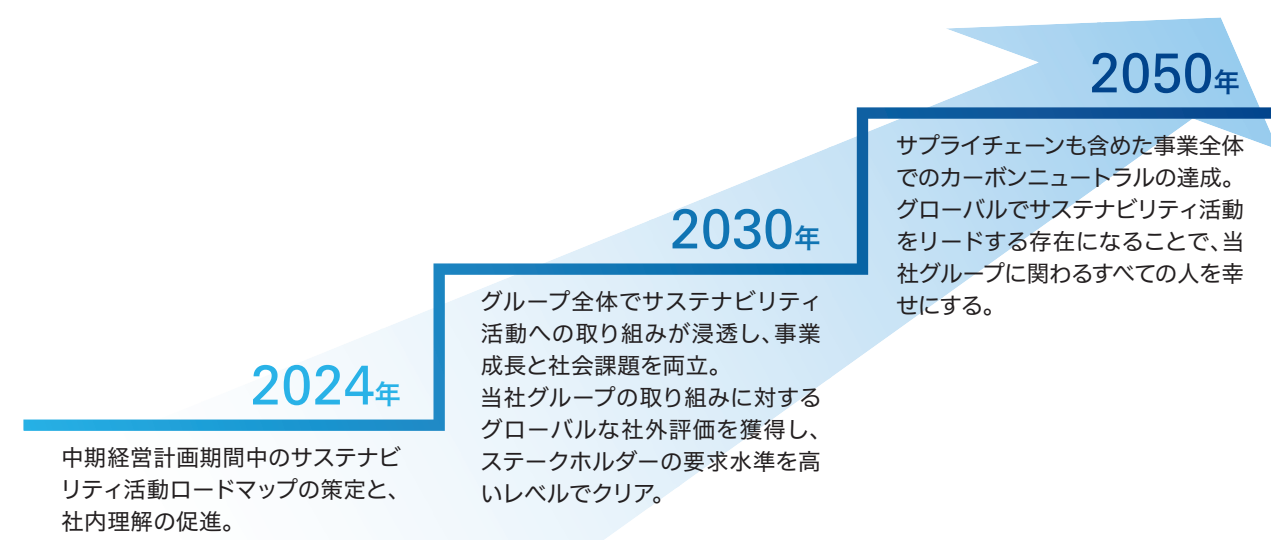 2024年
中期経営計画期間中のサステナビ
リティ活動ロードマップの策定と、
社内理解の促進。
2030年
グループ全体でサステナビリティ
活動への取り組みが浸透し、事業
成長と社会課題を両立。
当社グループの取り組みに対する
グローバルな社外評価を獲得し、
ステークホルダーの要求水準を高
いレベルでクリア。
2050年
サプライチェーンも含めた事業全体
でのカーボンニュートラルの達成。
グローバルでサステナビリティ活動
をリードする存在になることで、当
社グループに関わるすべての人を幸
せにする。